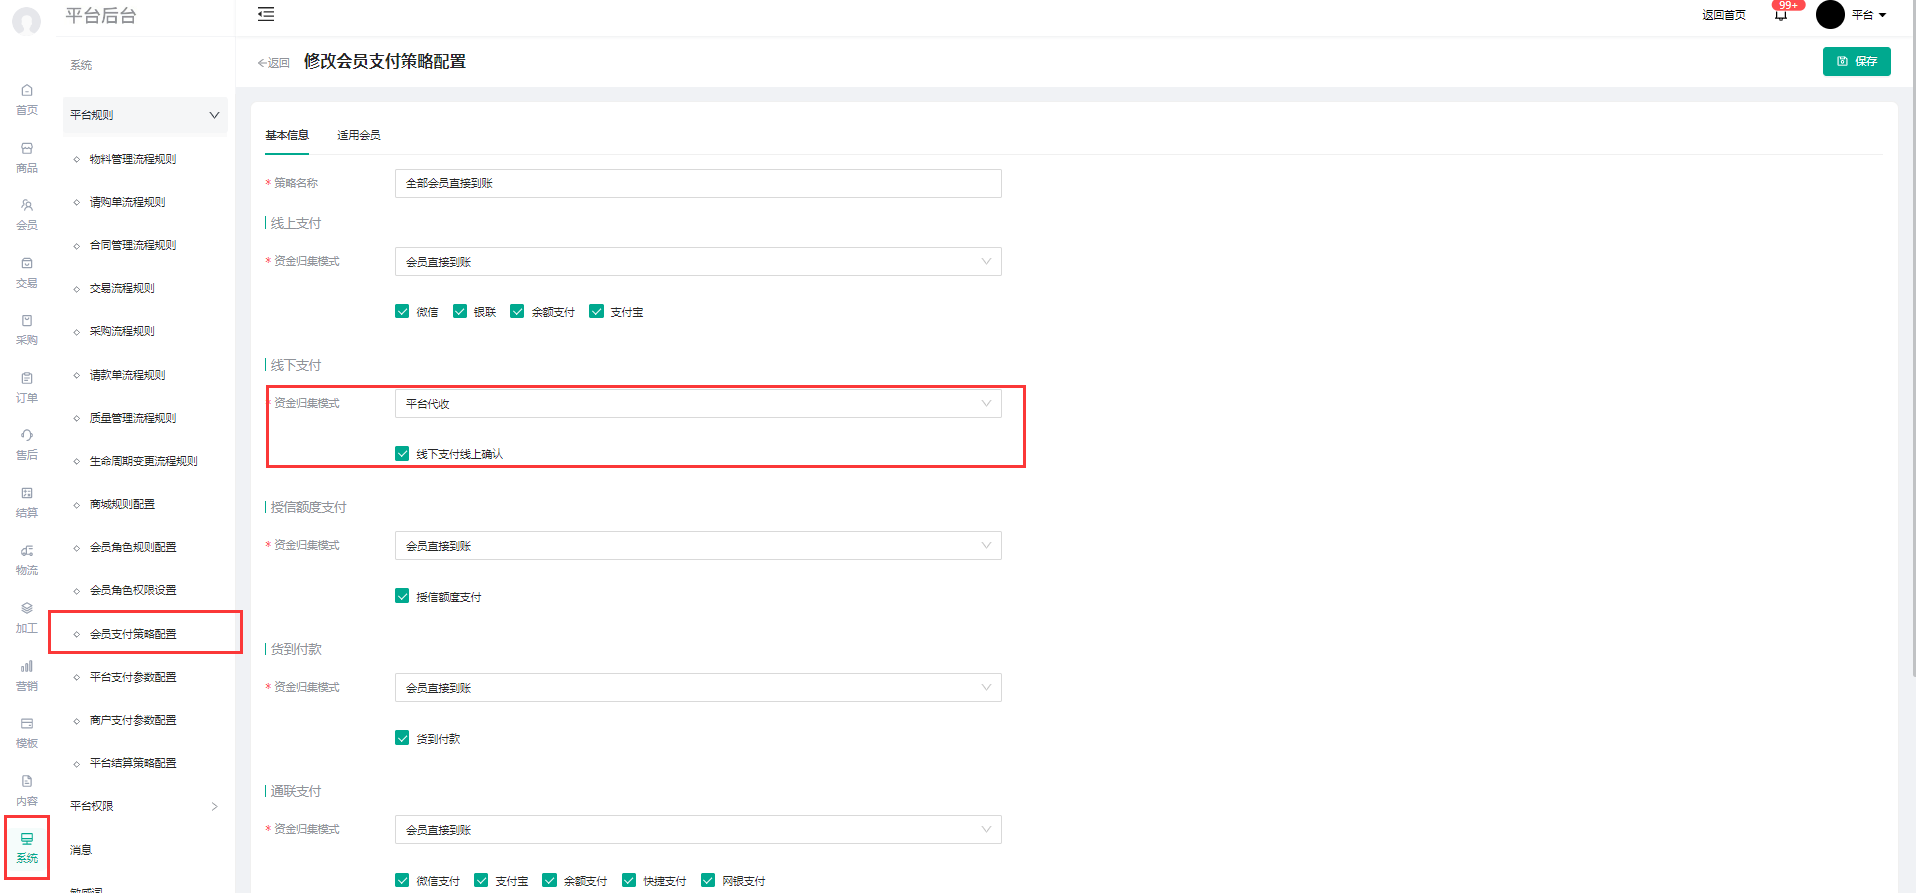 平台后台
返回首页
99+
平台
返回
修改会员支付策略配置
保存
首页
商品
会员
交易
采购
订单
售后
结算
物流
加工
营销
模板
内容
系统
系统
平台规则
物料管理流程规则
请购单流程规则
合同管理流程规则
交易流程规则
采购流程规则
请款单流程规则
质量管理流程规则
生命周期变更流程规则
商城规则配置
会员角色规则配置
会员角色权限设置
会员支付策略配置
平台支付参数配置
商户支付参数配置
平台结算策略配置
平台权限
消息
基本信息 适用会员
* 策略名称 全部会员直接到账
线上支付
* 资金归集模式 会员直接到账
微信 银联 余额支付 支付宝
线下支付
* 资金归集模式 平台代收
线下支付线上确认
授信额度支付
* 资金归集模式 会员直接到账
授信额度支付
货到付款
* 资金归集模式 会员直接到账
货到付款
通联支付
* 资金归集模式 会员直接到账
微信支付 支付宝 余额支付 快捷支付 网银支付